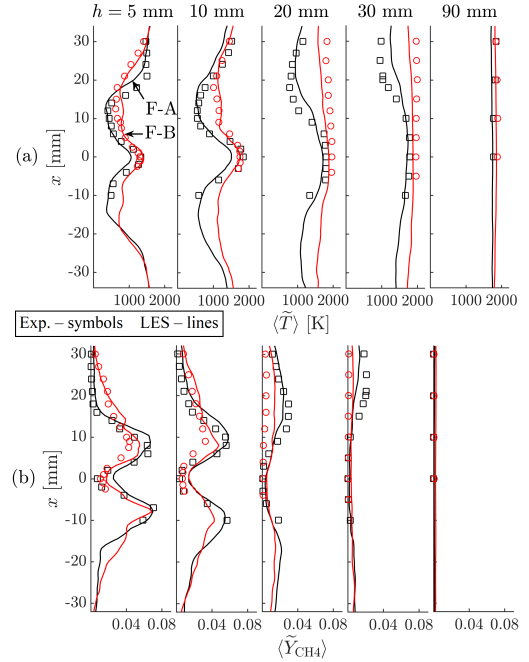 h = 5 mm 10 mm 20 mm 30 mm 90 mm
30
20
F-A
10
F-B
(a) x [mm]
0
-10
-20
-30
1000 2000 1000 2000 1000 2000 1000 2000 1000 2000
⟨T̃⟩ [K]
Exp. – symbols LES – lines
30
20
10
(b) x [mm]
0
-10
-20
-30
0.04 0.08 0.04 0.08 0.04 0.08 0.04 0.08 0.04 0.08
⟨ỸCH4⟩